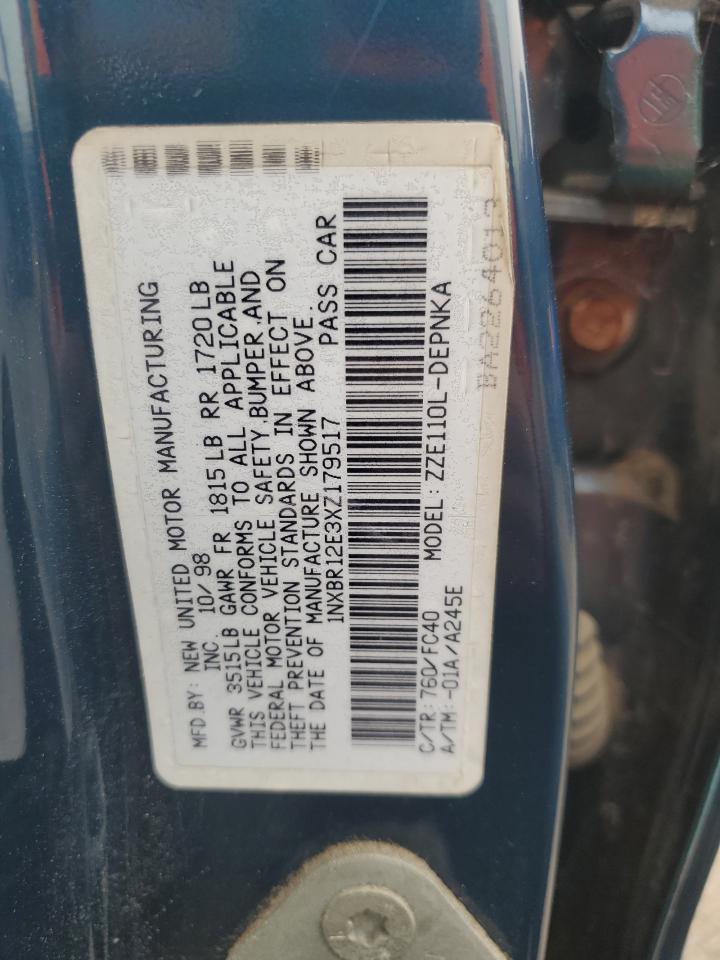 MFD.BY: NEW UNITED MOTOR MANUFACTURING
INC. 10/98
GVWR 3515LB GAWR FR 1815LB RR 1720LB
THIS VEHICLE CONFORMS TO ALL APPLICABLE
FEDERAL MOTOR VEHICLE SAFETY,BUMPER,AND
THEFT PREVENTION STANDARDS IN EFFECT ON
THE DATE OF MANUFACTURE SHOWN ABOVE.
1NXBR12E3XZ179517 PASS CAR
C/TR:760/FC40 MODEL:ZZE110L-DEPNKA
A/TM:-01A/A245E
BA2264013